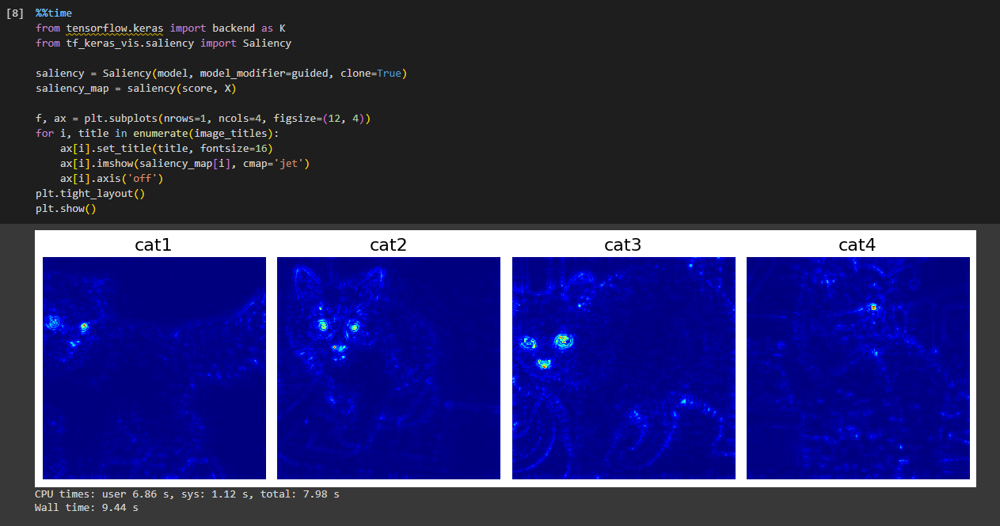 [8] %%time
from tensorflow.keras import backend as K
from tf_keras_vis.saliency import Saliency
saliency = Saliency(model, model_modifier=guided, clone=True)
saliency_map = saliency(score, X)
f, ax = plt.subplots(nrows=1, ncols=4, figsize=(12, 4))
for i, title in enumerate(image_titles):
    ax[i].set_title(title, fontsize=16)
    ax[i].imshow(saliency_map[i], cmap='jet')
    ax[i].axis('off')
plt.tight_layout()
plt.show()
cat1 cat2 cat3 cat4
CPU times: user 6.86 s, sys: 1.12 s, total: 7.98 s
Wall time: 9.44 s